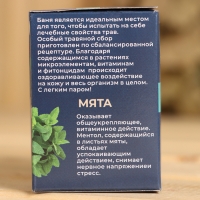 Баня является идеальным местом
для того, чтобы испытать на себе
лечебные свойства трав.
Особый травяной сбор
приготовлен по сбалансированной
рецептуре. Благодаря
содержащимся в растениях
микроэлементам, витаминам
и фитонцидам происходит
оздоравливающее воздействие
на кожу, и весь организм в целом.
С легким паром!
МЯТА
Оказывает
общеукрепляющее,
витаминное действие.
Ментол, содержащийся
в листьях мяты,
обладает
успокаивающим
действием, снимает
нервное напряжение и
стресс.